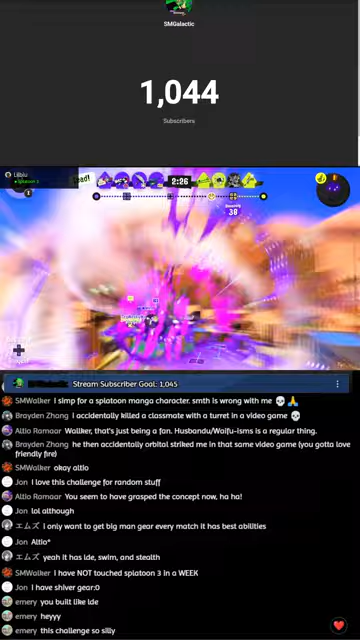 SMGalactic
1,044
Subscribers
2:26
38
Stream Subscriber Goal: 1,045
SMWalker I simp for a splatoon manga character. smth is wrong with me 💀🙏
Brayden Zhang I accidentally killed a classmate with a turret in a video game 💀
Altio Ramaar Wallker, that's just being a fan. Husbandu/Waifu-isms is a regular thing.
Brayden Zhang he then accidentally orbital striked me in that same video game (you gotta love
friendly fire)
SMWalker okay altio
Jon I love this challenge for random stuff
Altio Ramaar You seem to have grasped the concept now, ha ha!
Jon lol although
エムズ I only want to get big man gear every match it has best abilities
Jon Altio*
エムズ yeah it has lde, swim, and stealth
SMWalker I have NOT touched splatoon 3 in a WEEK
Jon I have shiver gear:0
emery you built like lde
emery heyyy
emery this challenge so silly